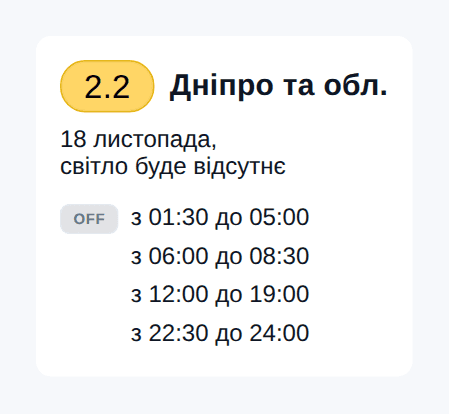 2.2 Дніпро та обл.
18 листопада,
світло буде відсутнє
OFF з 01:30 до 05:00
з 06:00 до 08:30
з 12:00 до 19:00
з 22:30 до 24:00